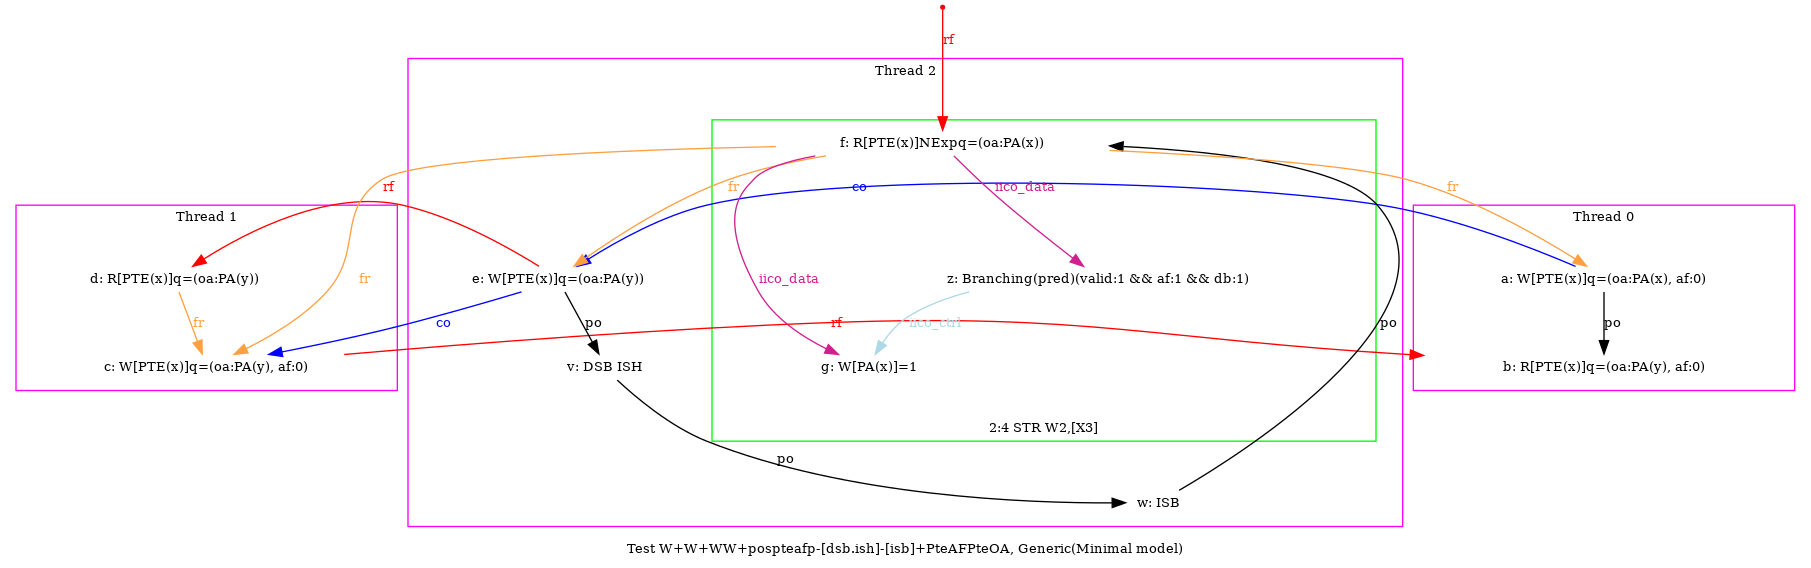 rf
Thread 2
f: R[PTE(x)]NExpq=(oa:PA(x))
rf
fr
co
iico_data
fr
Thread 1
Thread 0
d: R[PTE(x)]q=(oa:PA(y))
fr
e: W[PTE(x)]q=(oa:PA(y))
iico_data
z: Branching(pred)(valid:1 && af:1 && db:1)
a: W[PTE(x)]q=(oa:PA(x), af:0)
fr
co
po
rf
iico_ctrl
po
po
c: W[PTE(x)]q=(oa:PA(y), af:0)
v: DSB ISH
g: W[PA(x)]=1
b: R[PTE(x)]q=(oa:PA(y), af:0)
2:4 STR W2,[X3]
po
w: ISB
Test W+W+WW+pospteafp-[dsb.ish]-[isb]+PteAFPteOA, Generic(Minimal model)